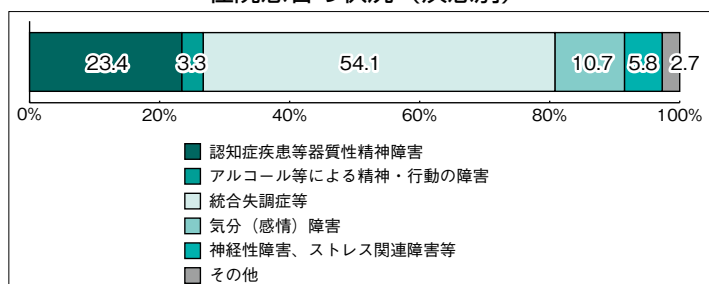 23.4 3.3 54.1 10.7 5.8 2.7
0% 20% 40% 60% 80% 100%
認知症疾患等器質性精神障害
アルコール等による精神・行動の障害
統合失調症等
気分（感情）障害
神経性障害、ストレス関連障害等
その他